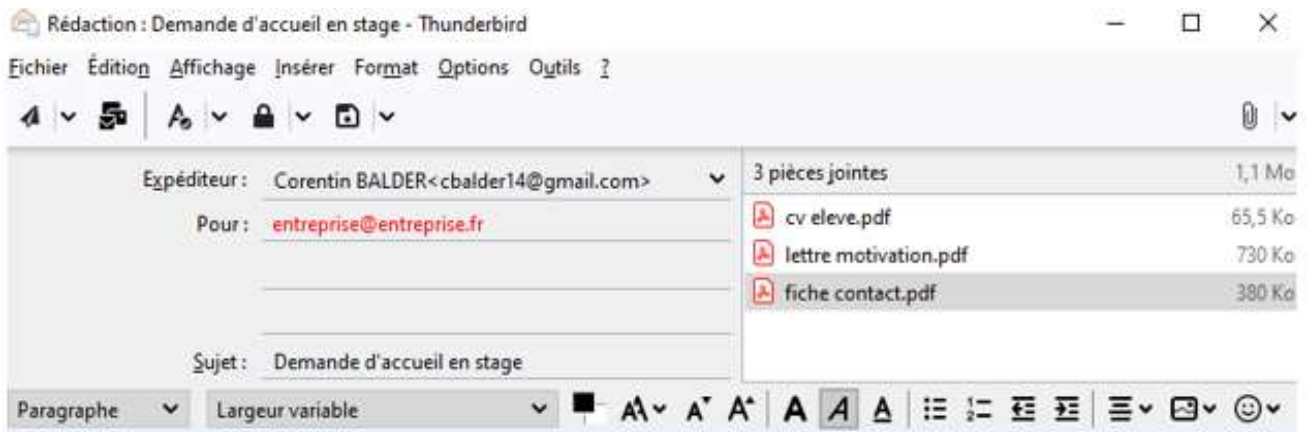 Rédaction : Demande d'accueil en stage - Thunderbird
Fichier Édition Affichage Insérer Format Options Outils ?
Expéditeur : Corentin BALDER<cbalder14@gmail.com>
Pour : entreprise@entreprise.fr
Sujet : Demande d'accueil en stage
3 pièces jointes 1,1 Mo
cv eleve.pdf 65,5 Ko
lettre motivation.pdf 730 Ko
fiche contact.pdf 380 Ko
Paragraphe Largeur variable